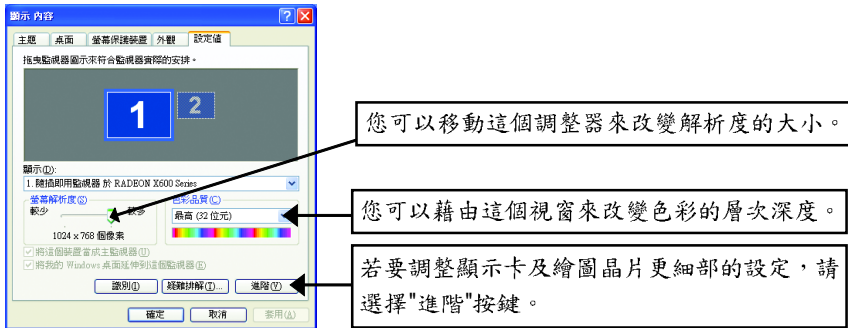 顯示 內容
主題 桌面 螢幕保護裝置 外觀 設定值
拖曳監視器圖示來符合監視器實際的安排。
1 2
您可以移動這個調整器來改變解析度的大小。
顯示(D):
1. 隨插即用監視器 於 RADEON X600 Series
螢幕解析度(S)
較少 較多
1024 x 768 個像素
色彩品質(C)
最高 (32 位元)
您可以藉由這個視窗來改變色彩的層次深度。
將這個裝置當成主監視器(U)
將我的 Windows 桌面延伸到這個監視器(E)
識別(I) 疑難排解(T)... 進階(V)
若要調整顯示卡及繪圖晶片更細部的設定，請
選擇"進階"按鍵。
確定 取消 套用(A)